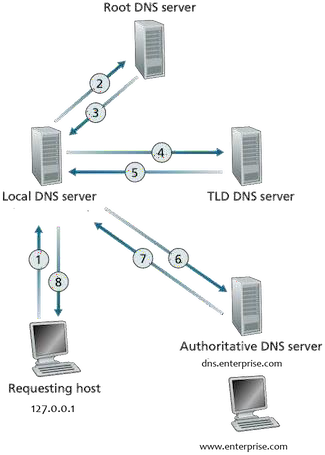 Root DNS server
2
3
4
5
Local DNS server
TLD DNS server
1
8
7
6
Authoritative DNS server
dns.enterprise.com
Requesting host
127.0.0.1
www.enterprise.com